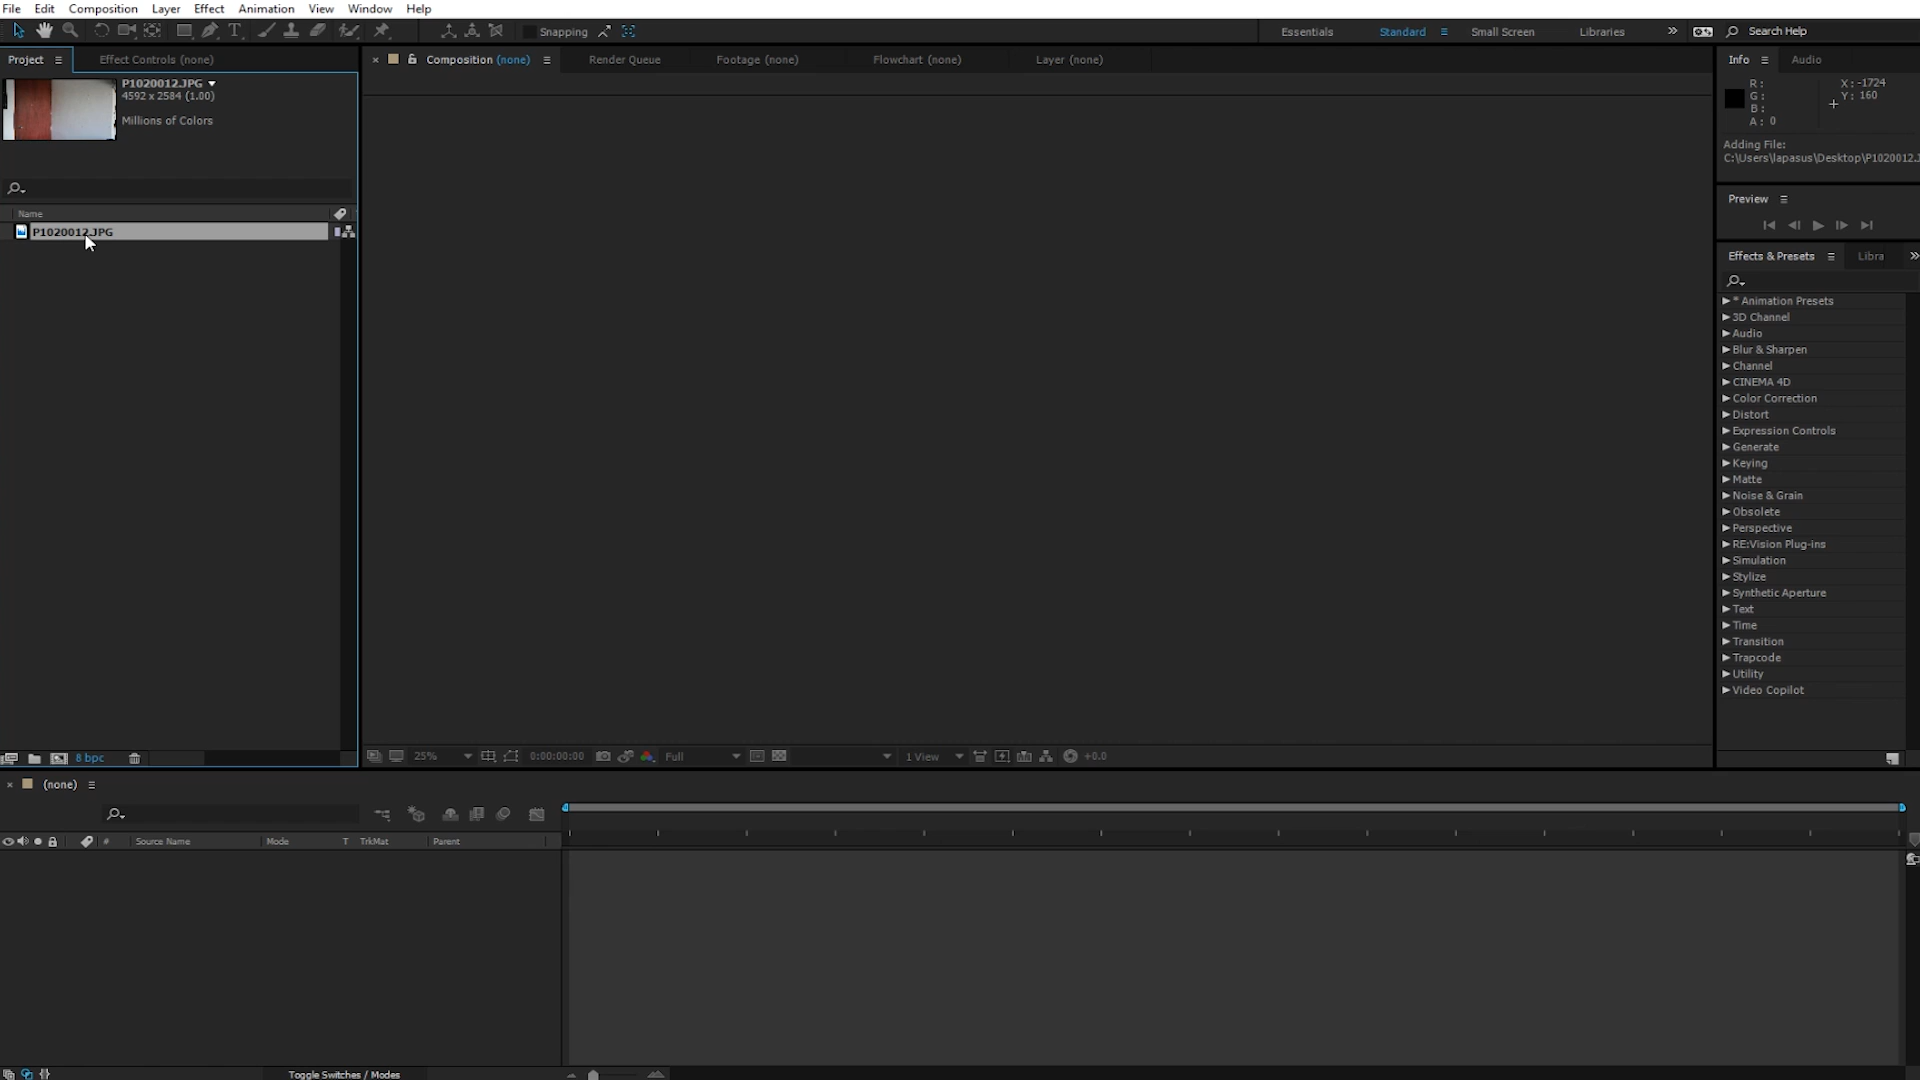 File Edit Composition Layer Effect Animation View Window Help
Snapping
Essentials Standard Small Screen Libraries Search Help
Project Effect Controls (none)
Composition (none) Render Queue Footage (none) Flowchart (none) Layer (none)
Info Audio
P1020012.JPG
4592 x 2584 (1.00)
Millions of Colors
R: X: -1724
G: Y: 160
B:
A: 0
Adding File:
C:\Users\lapasus\Desktop\P1020012.J
Name
P1020012.JPG
Preview
Effects & Presets Libra
* Animation Presets
3D Channel
Audio
Blur & Sharpen
Channel
CINEMA 4D
Color Correction
Distort
Expression Controls
Generate
Keying
Matte
Noise & Grain
Obsolete
Perspective
RE:Vision Plug-ins
Simulation
Stylize
Synthetic Aperture
Text
Time
Transition
Trapcode
Utility
Video Copilot
8 bpc
25% 0:00:00:00 Full 1 View +0.0
(none)
# Source Name Mode T TrkMat Parent
Toggle Switches / Modes